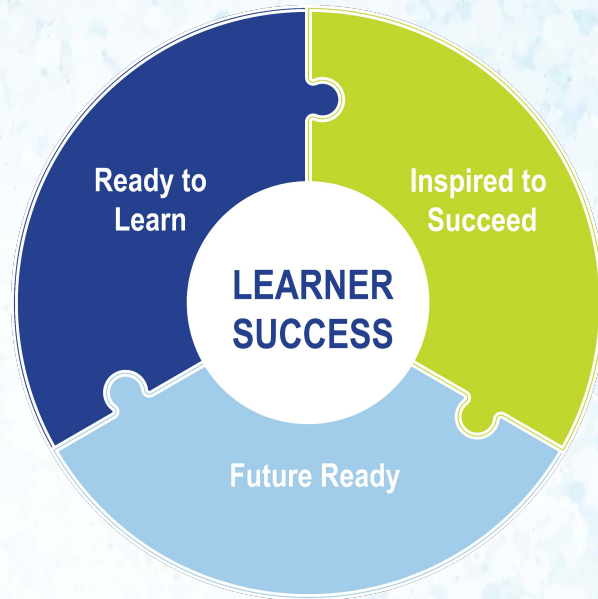 Ready to
Learn
Inspired to
Succeed
LEARNER
SUCCESS
Future Ready